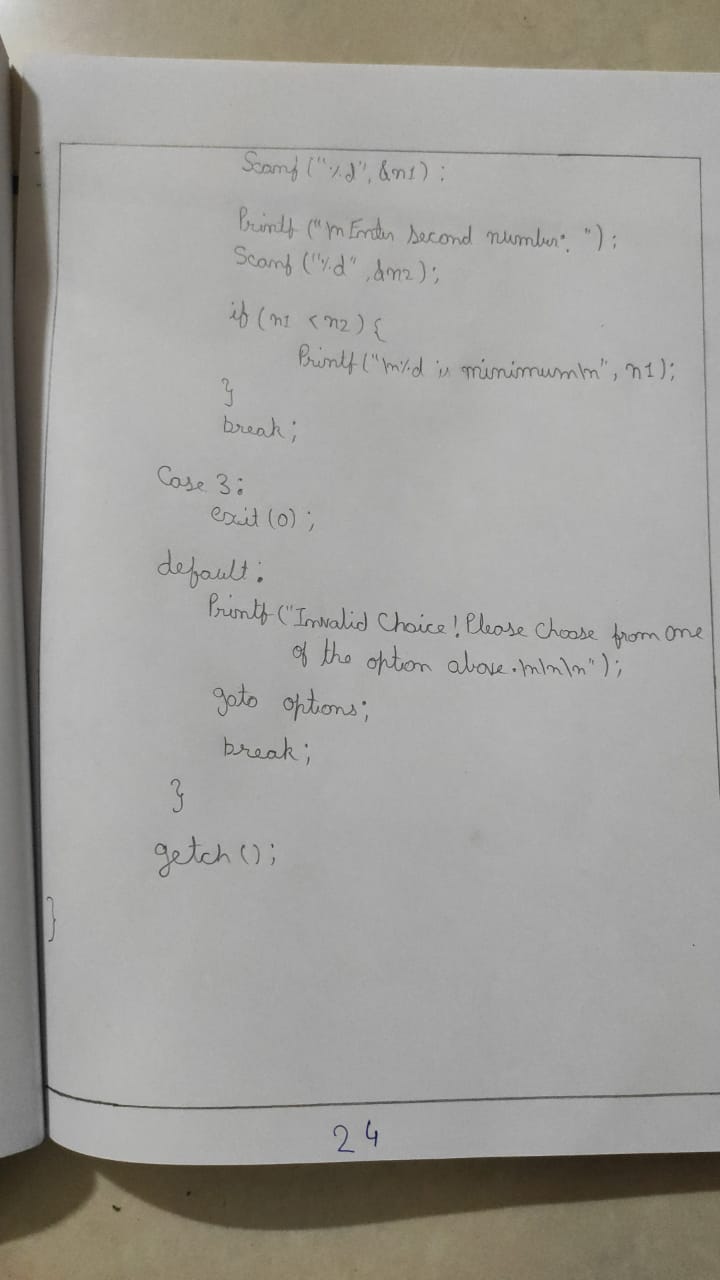 Scanf ("%d", &n1);
Printf ("\n Enter second number: ");
Scanf ("%d", &n2);
if (n1 < n2) {
Printf ("\n%d is minimum\n", n1);
}
break;
Case 3:
exit (0);
default:
Printf ("Invalid Choice! Please Choose from one
of the option above.\n\n\n");
goto options;
break;
}
getch ();
}
24